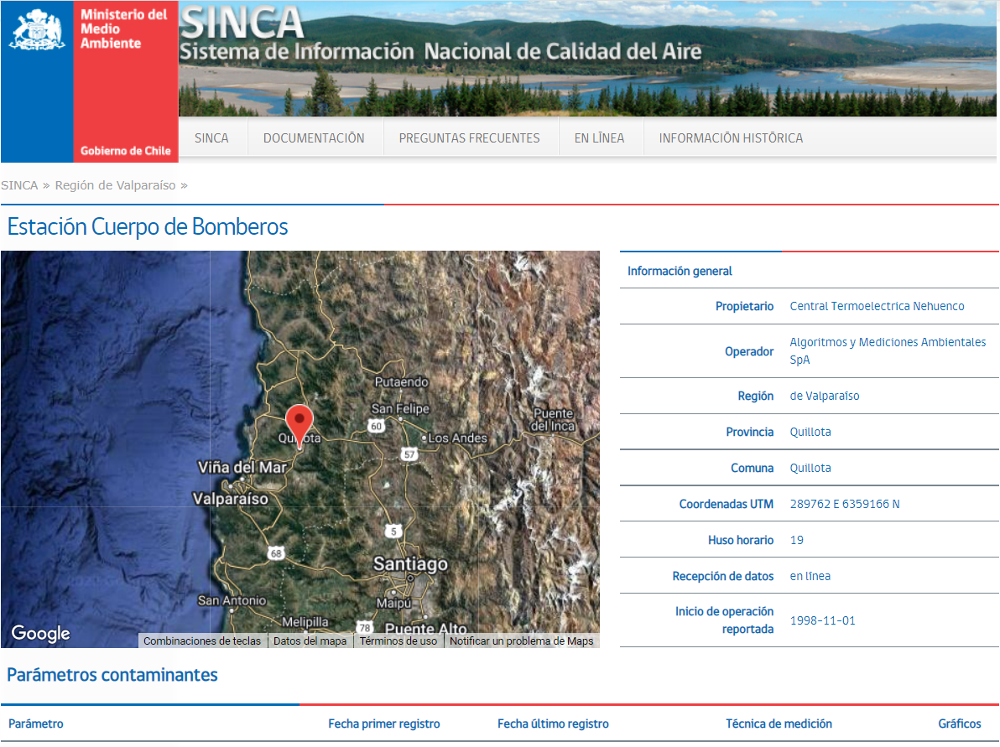 Ministerio del
Medio
Ambiente
Gobierno de Chile
SINCA
Sistema de Información Nacional de Calidad del Aire
SINCA
DOCUMENTACIÓN
PREGUNTAS FRECUENTES
EN LÍNEA
INFORMACIÓN HISTÓRICA
SINCA » Región de Valparaíso »
Estación Cuerpo de Bomberos
Putaendo
San Felipe
60
Puente
del Inca
Quillota
Los Andes
57
Viña del Mar
Valparaíso
5
68
Santiago
San Antonio
Maipú
Melipilla
78
Puente Alto
Google
Combinaciones de teclas
Datos del mapa
Términos de uso
Notificar un problema de Maps
Información general
Propietario Central Termoelectrica Nehuenco
Operador Algoritmos y Mediciones Ambientales
SpA
Región de Valparaíso
Provincia Quillota
Comuna Quillota
Coordenadas UTM 289762 E 6359166 N
Huso horario 19
Recepción de datos en línea
Inicio de operación
reportada 1998-11-01
Parámetros contaminantes
Parámetro Fecha primer registro Fecha último registro Técnica de medición Gráficos